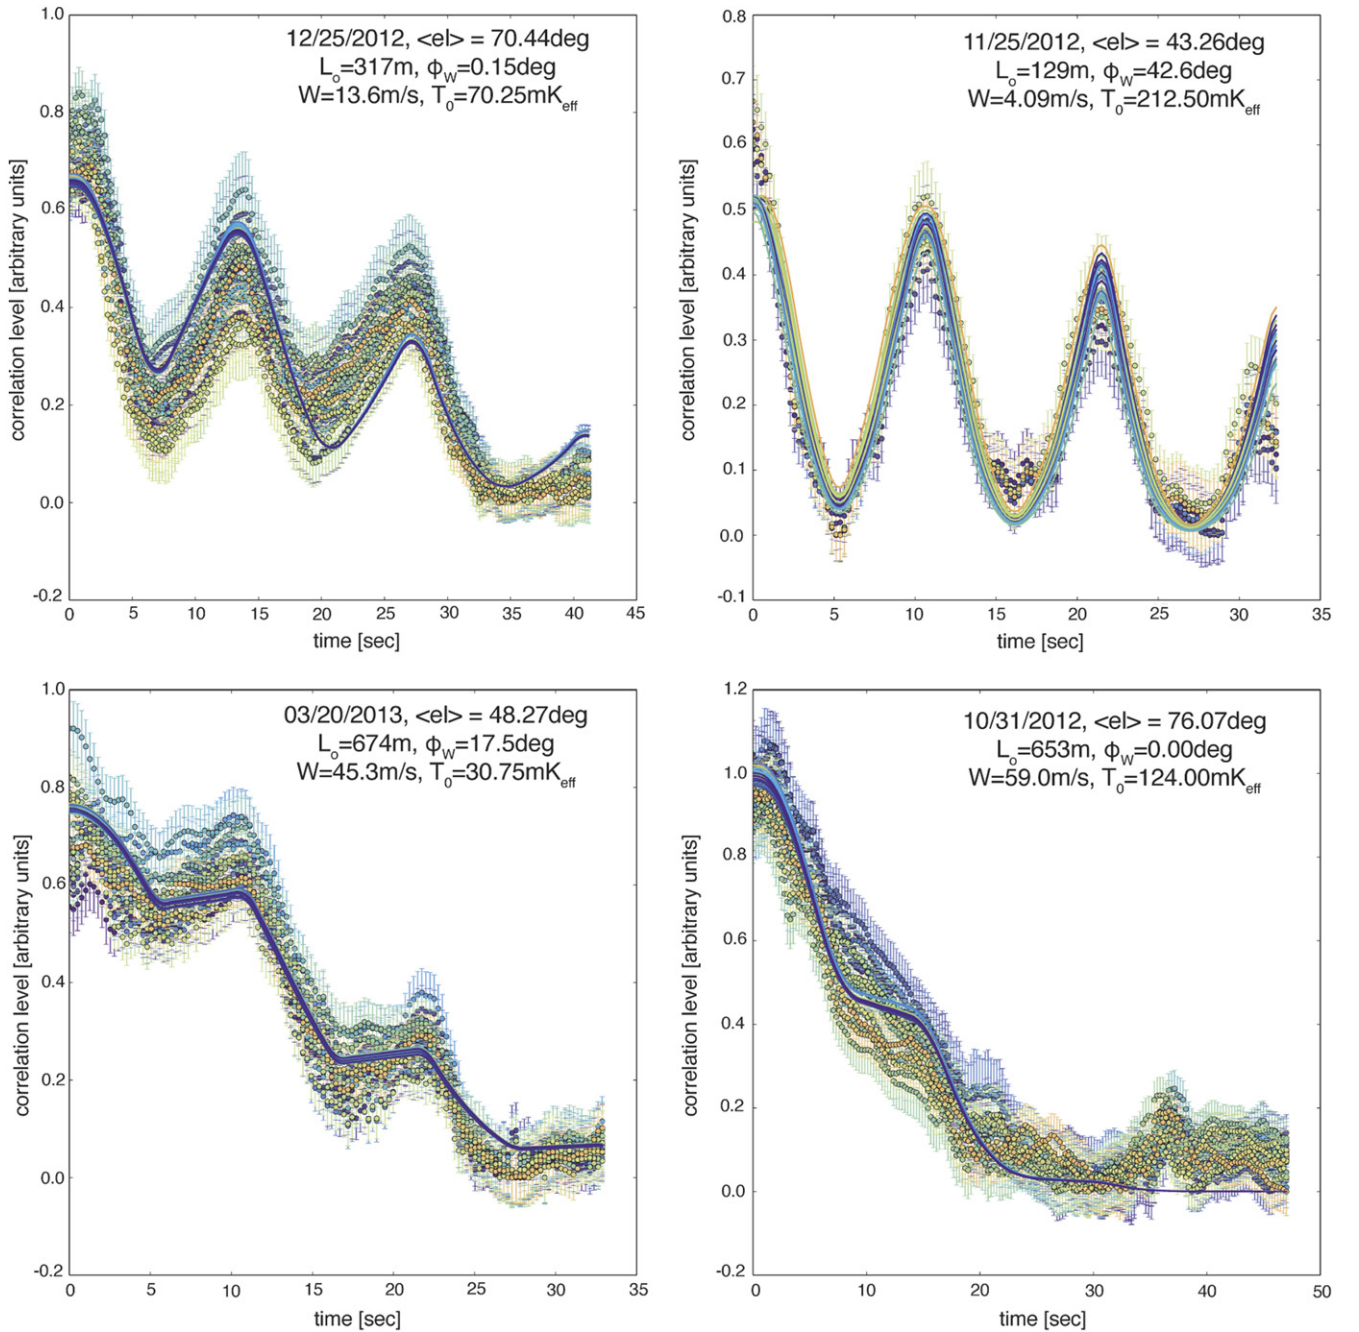 12/25/2012, <el> = 70.44deg
Lo=317m, ΦW=0.15deg
W=13.6m/s, T0=70.25mKeff
correlation level [arbitrary units]
1.0
0.8
0.6
0.4
0.2
0.0
-0.2
0 5 10 15 20 25 30 35 40 45
time [sec]
11/25/2012, <el> = 43.26deg
Lo=129m, ΦW=42.6deg
W=4.09m/s, T0=212.50mKeff
correlation level [arbitrary units]
0.8
0.7
0.6
0.5
0.4
0.3
0.2
0.1
0.0
-0.1
0 5 10 15 20 25 30 35
time [sec]
03/20/2013, <el> = 48.27deg
Lo=674m, ΦW=17.5deg
W=45.3m/s, T0=30.75mKeff
correlation level [arbitrary units]
1.0
0.8
0.6
0.4
0.2
0.0
-0.2
0 5 10 15 20 25 30 35
time [sec]
10/31/2012, <el> = 76.07deg
Lo=653m, ΦW=0.00deg
W=59.0m/s, T0=124.00mKeff
correlation level [arbitrary units]
1.2
1.0
0.8
0.6
0.4
0.2
0.0
-0.2
0 10 20 30 40 50
time [sec]